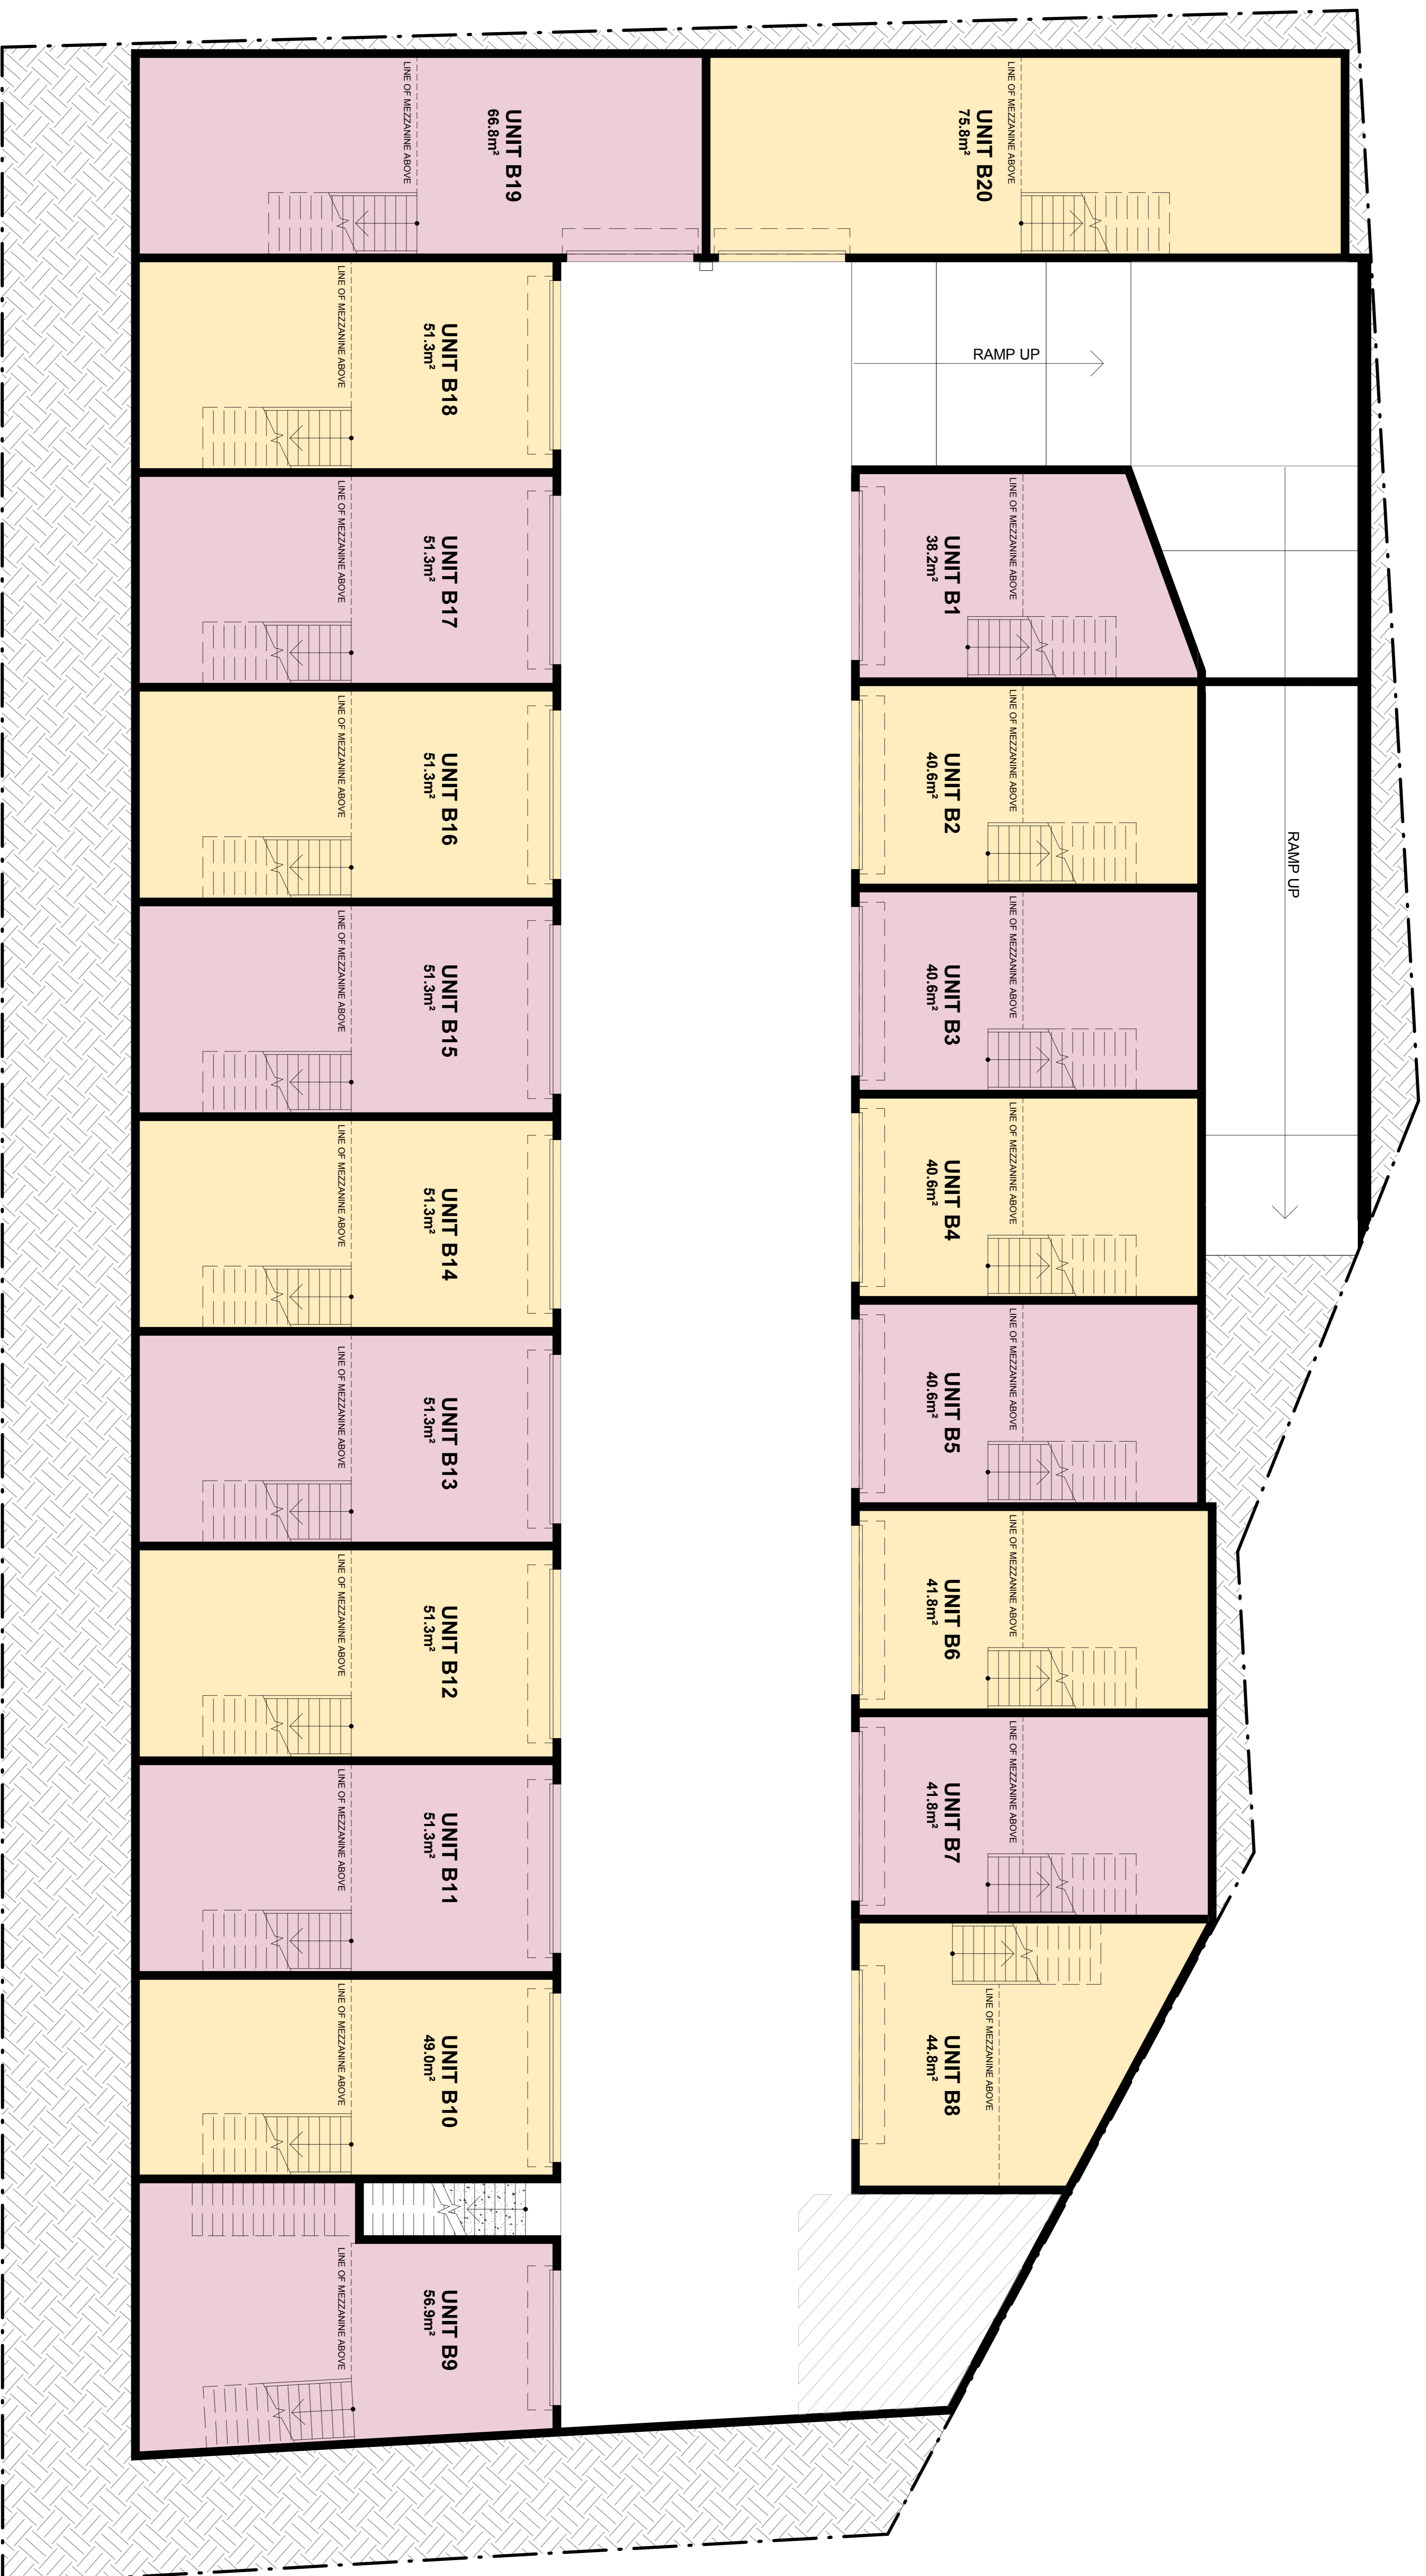 UNIT B19
66.8m²
LINE OF MEZZANINE ABOVE
UNIT B20
75.8m²
LINE OF MEZZANINE ABOVE
UNIT B18
51.3m²
LINE OF MEZZANINE ABOVE
RAMP UP
UNIT B17
51.3m²
LINE OF MEZZANINE ABOVE
UNIT B1
38.2m²
LINE OF MEZZANINE ABOVE
UNIT B16
51.3m²
LINE OF MEZZANINE ABOVE
UNIT B2
40.6m²
LINE OF MEZZANINE ABOVE
RAMP UP
UNIT B15
51.3m²
LINE OF MEZZANINE ABOVE
UNIT B3
40.6m²
LINE OF MEZZANINE ABOVE
UNIT B14
51.3m²
LINE OF MEZZANINE ABOVE
UNIT B4
40.6m²
LINE OF MEZZANINE ABOVE
UNIT B13
51.3m²
LINE OF MEZZANINE ABOVE
UNIT B5
40.6m²
LINE OF MEZZANINE ABOVE
UNIT B12
51.3m²
LINE OF MEZZANINE ABOVE
UNIT B6
41.8m²
LINE OF MEZZANINE ABOVE
UNIT B11
51.3m²
LINE OF MEZZANINE ABOVE
UNIT B7
41.8m²
LINE OF MEZZANINE ABOVE
UNIT B10
49.0m²
LINE OF MEZZANINE ABOVE
UNIT B8
44.8m²
LINE OF MEZZANINE ABOVE
UNIT B9
56.9m²
LINE OF MEZZANINE ABOVE